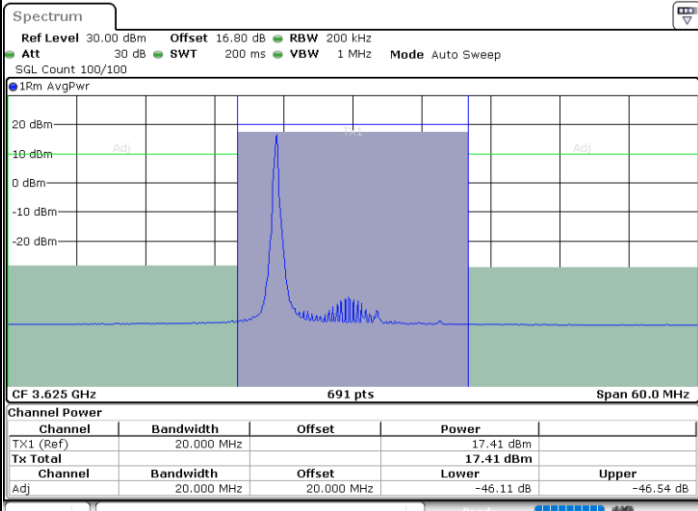 Spectrum
Ref Level 30.00 dBm Offset 16.80 dB RBW 200 kHz
Att 30 dB SWT 200 ms VBW 1 MHz Mode Auto Sweep
SGL Count 100/100
1Rm AvgPwr
20 dBm
TX1
Adj Adj
10 dBm
0 dBm
-10 dBm
-20 dBm
CF 3.625 GHz 691 pts Span 60.0 MHz
Channel Power
Channel Bandwidth Offset Power
TX1 (Ref) 20.000 MHz 17.41 dBm
Tx Total 17.41 dBm
Channel Bandwidth Offset Lower Upper
Adj 20.000 MHz 20.000 MHz -46.11 dB -46.54 dB